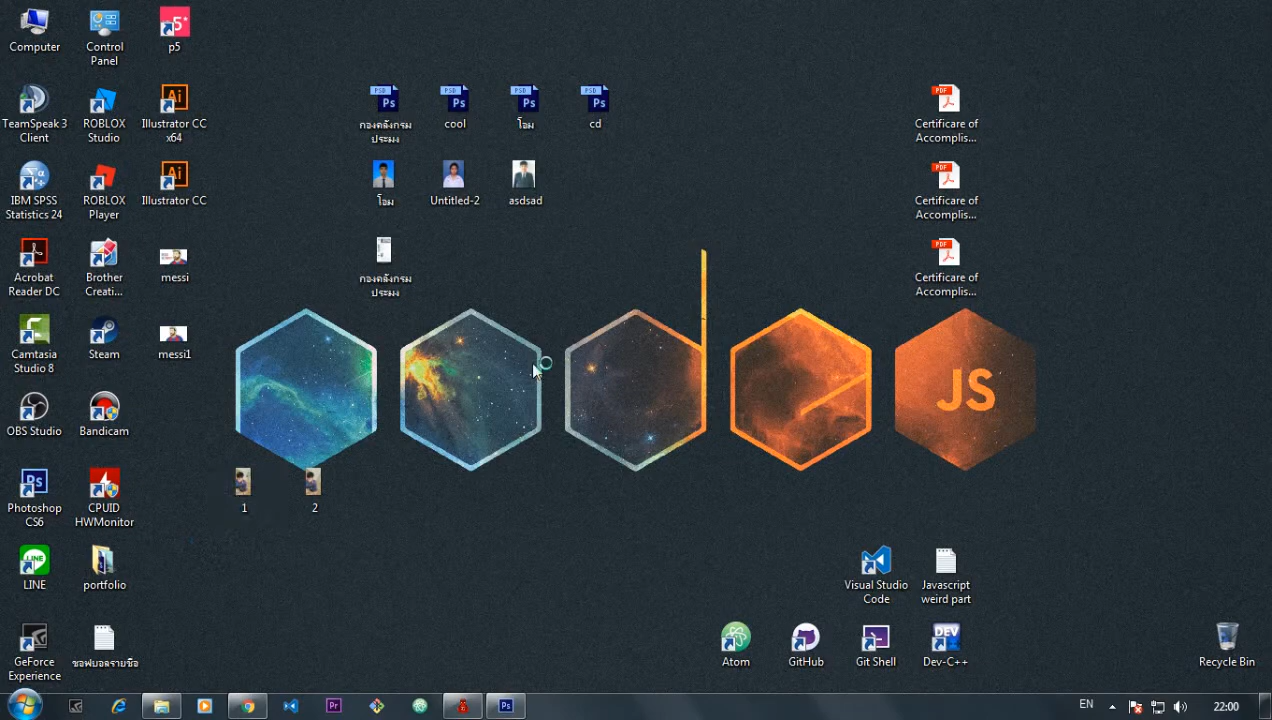 Computer
Control
Panel
p5
TeamSpeak 3
Client
ROBLOX
Studio
Illustrator CC
x64
กองคลังกรม
ประมง
cool
โอม
cd
Certificare of
Accomplis...
IBM SPSS
Statistics 24
ROBLOX
Player
Illustrator CC
โอม
Untitled-2
asdsad
Certificare of
Accomplis...
Acrobat
Reader DC
Brother
Creati...
messi
กองคลังกรม
ประมง
Certificare of
Accomplis...
Camtasia
Studio 8
Steam
messi1
JS
OBS Studio
Bandicam
Photoshop
CS6
CPUID
HWMonitor
1
2
LINE
portfolio
Visual Studio
Code
Javascript
weird part
GeForce
Experience
ขอฟบอลรายชือ
Atom
GitHub
Git Shell
Dev-C++
Recycle Bin
EN
22:00